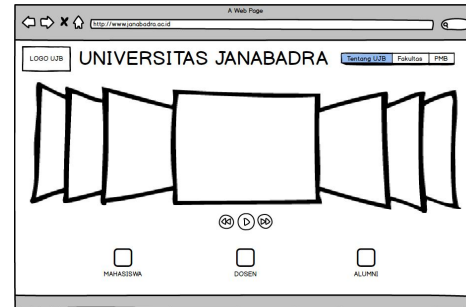 A Web Page
http://www.janabadra.ac.id
LOGO UJB
UNIVERSITAS JANABADRA
Tentang UJB
Fakultas
PMB
MAHASISWA
DOSEN
ALUMNI